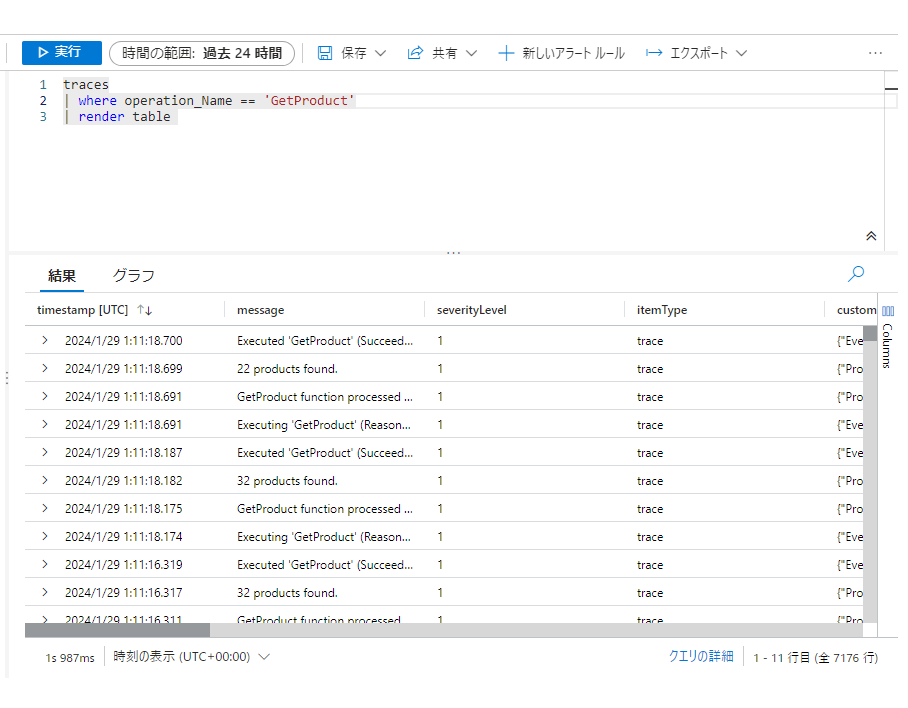 実行 時間の範囲: 過去 24 時間 保存 共有 新しいアラート ルール エクスポート ...
1 traces
2 | where operation_Name == 'GetProduct'
3 | render table
...
結果 グラフ
timestamp [UTC] ↑↓ message severityLevel itemType custom
Columns
2024/1/29 1:11:18.700 Executed 'GetProduct' (Succeed... 1 trace {"Eve
2024/1/29 1:11:18.699 22 products found. 1 trace {"Pro
2024/1/29 1:11:18.691 GetProduct function processed ... 1 trace {"Pro
2024/1/29 1:11:18.691 Executing 'GetProduct' (Reason... 1 trace {"Eve
2024/1/29 1:11:18.187 Executed 'GetProduct' (Succeed... 1 trace {"Eve
2024/1/29 1:11:18.182 32 products found. 1 trace {"Pro
2024/1/29 1:11:18.175 GetProduct function processed ... 1 trace {"Pro
2024/1/29 1:11:18.174 Executing 'GetProduct' (Reason... 1 trace {"Eve
2024/1/29 1:11:16.319 Executed 'GetProduct' (Succeed... 1 trace {"Eve
2024/1/29 1:11:16.317 32 products found. 1 trace {"Pro
2024/1/29 1:11:16.311 GetProduct function processed 1 trace {"Pro
1s 987ms 時刻の表示 (UTC+00:00) クエリの詳細 1 - 11 行目 (全 7176 行)